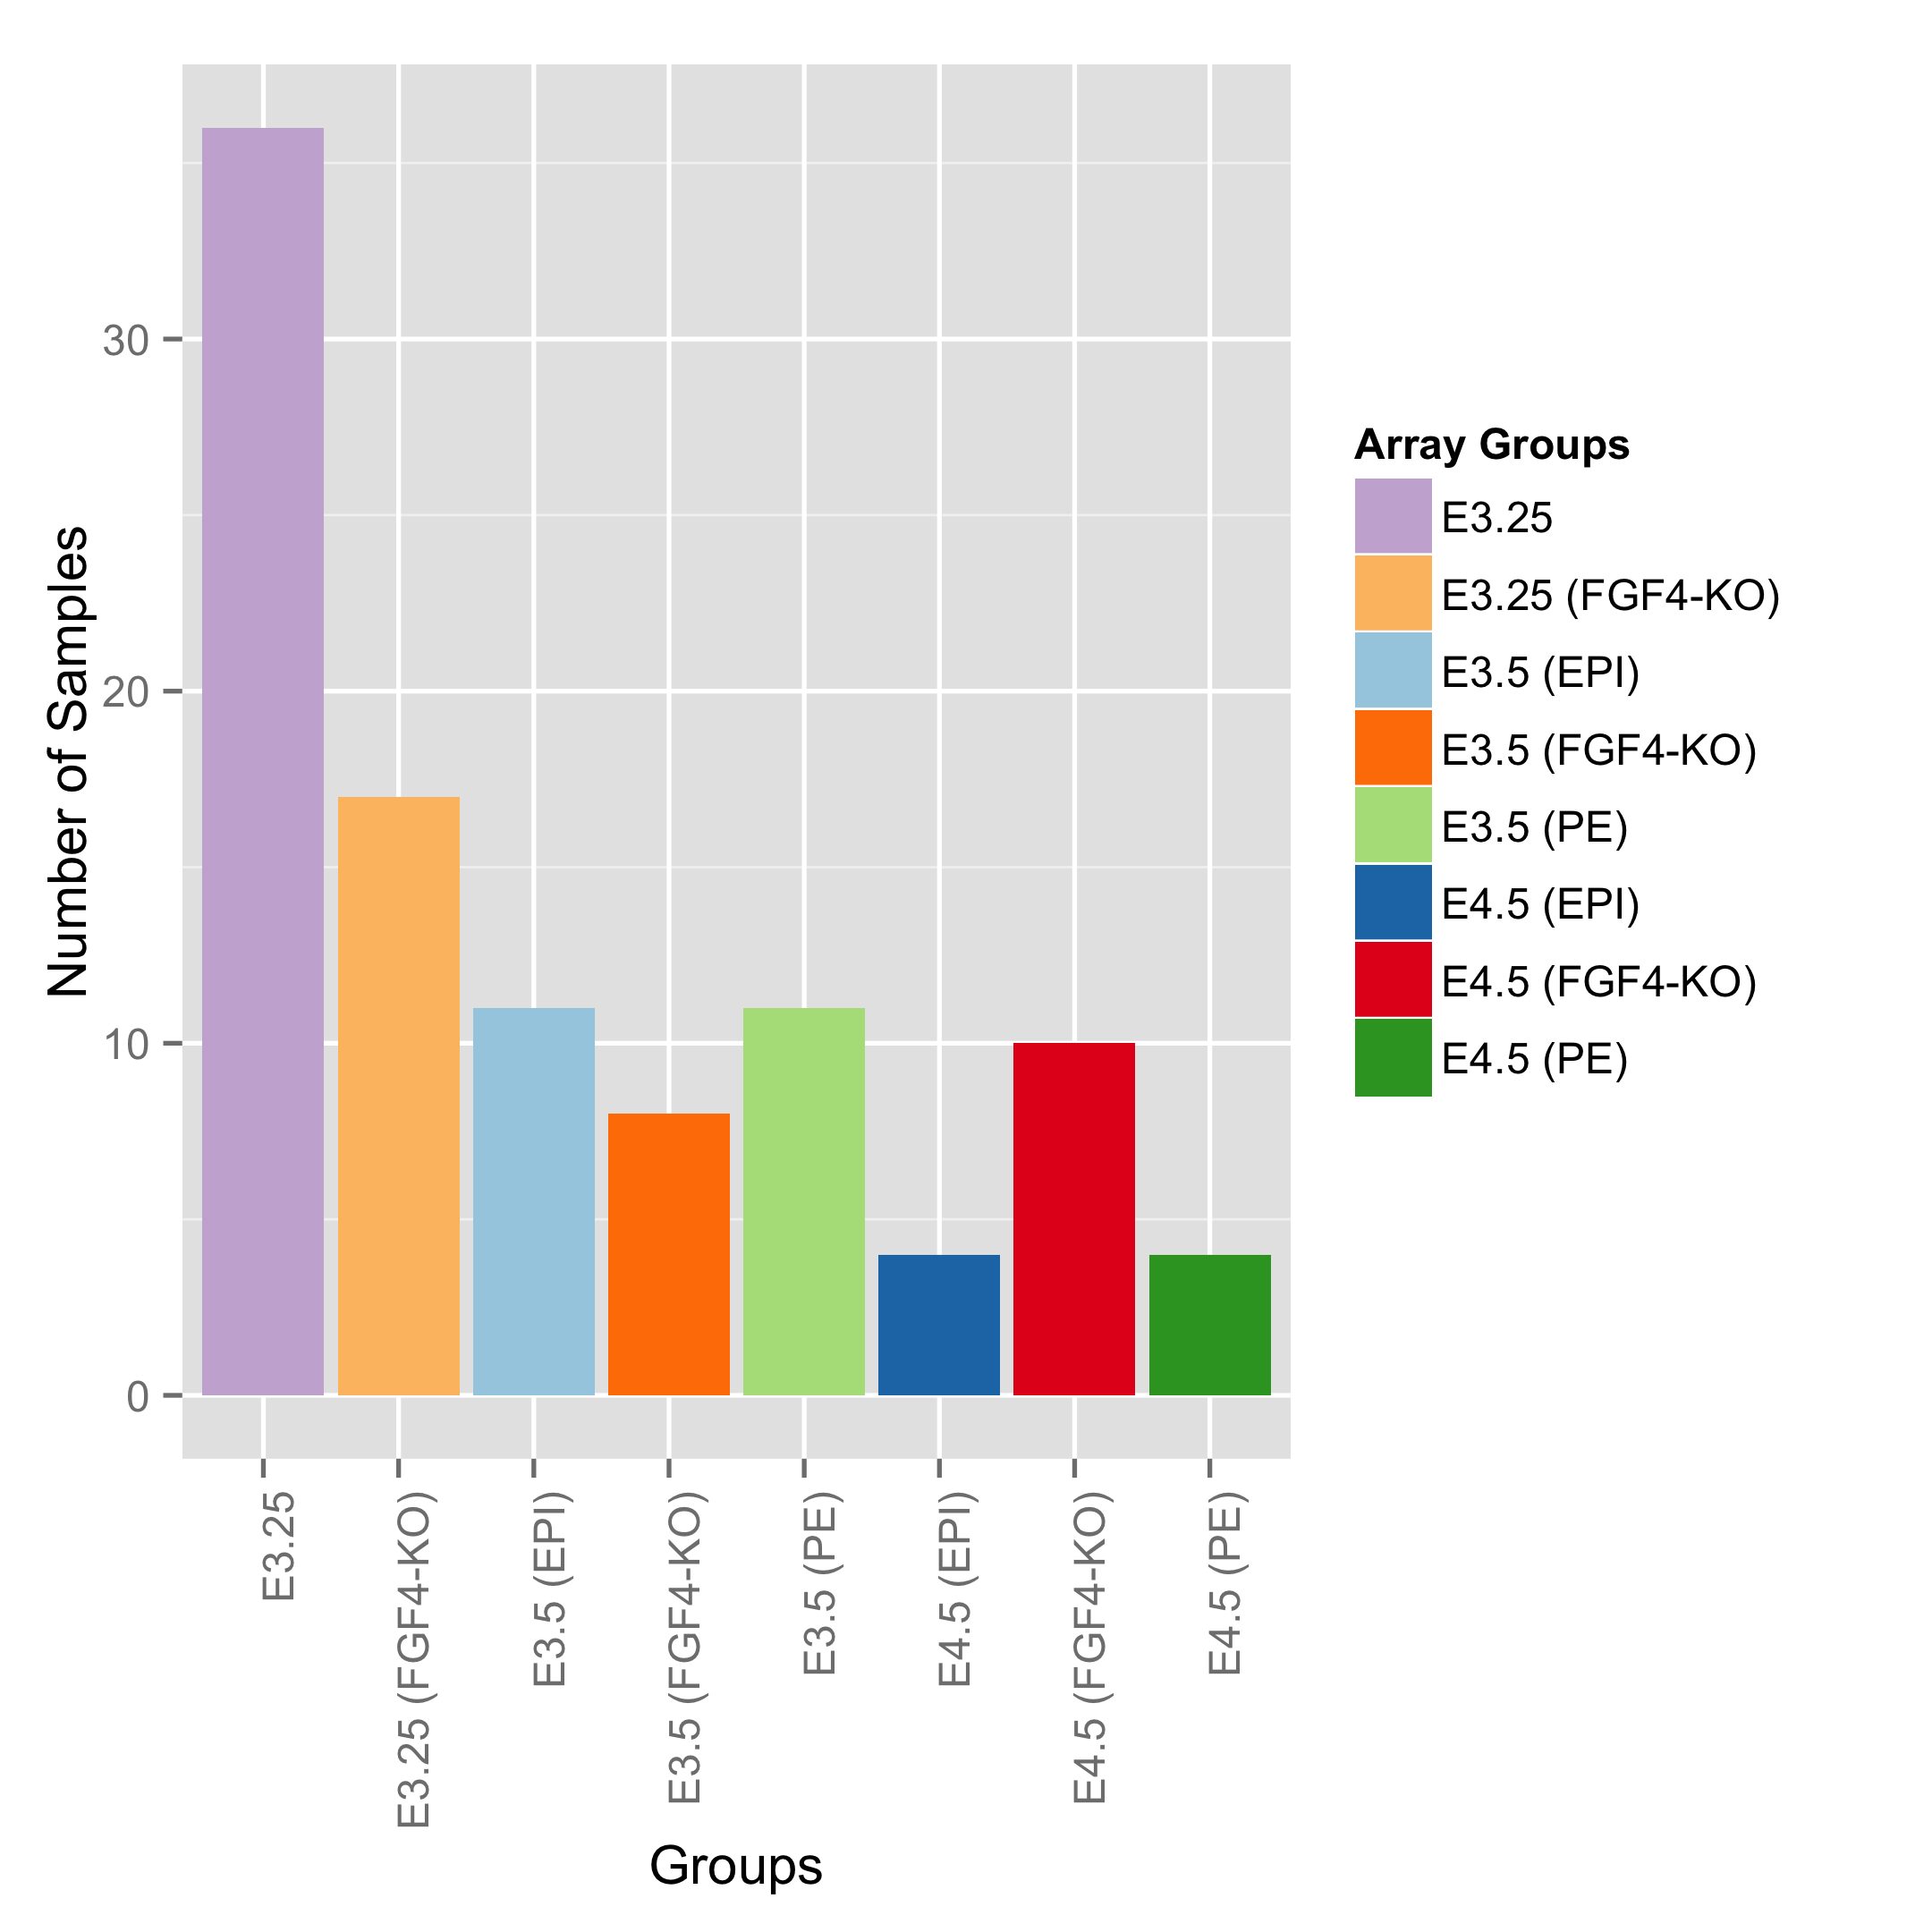 Number of Samples
30
20
10
0
E3.25
E3.25 (FGF4-KO)
E3.5 (EPI)
E3.5 (FGF4-KO)
E3.5 (PE)
E4.5 (EPI)
E4.5 (FGF4-KO)
E4.5 (PE)
Groups
Array Groups
E3.25
E3.25 (FGF4-KO)
E3.5 (EPI)
E3.5 (FGF4-KO)
E3.5 (PE)
E4.5 (EPI)
E4.5 (FGF4-KO)
E4.5 (PE)